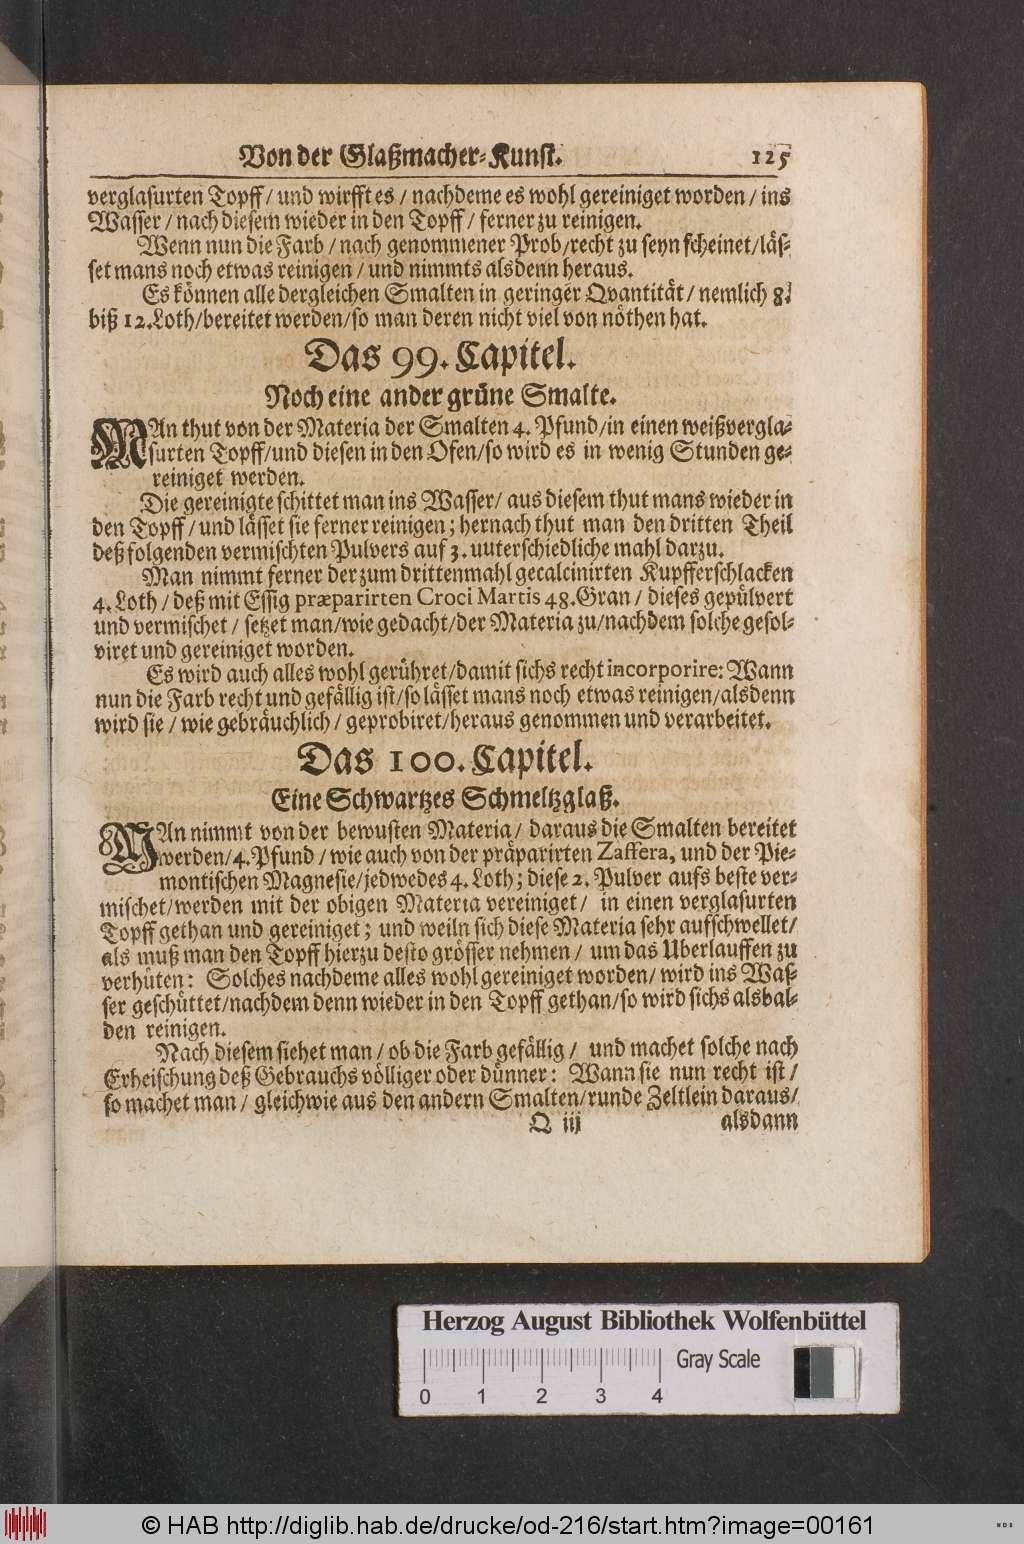 Von der Glaßmacher-Kunst. 125
verglasurten Topff/ und wirfft es / nachdeme es wohl gereiniget worden / ins
Wasser / nach diesem wieder in den Topff / ferner zu reinigen.
Wenn nun die Farb / nach genommener Prob/recht zu seyn scheinet/läs-
set mans noch etwas reinigen / und nimmts alsdenn heraus.
Es können alle dergleichen Smalten in geringer Qvantität / nemlich 8.
biß 12.Loth/bereitet werden/so man deren nicht viel von nöthen hat.
Das 99. Capitel.
Noch eine ander grüne Smalte.
MAn thut von der Materia der Smalten 4. Pfund/in einen weißvergla-
surten Topff/und diesen in den Ofen/so wird es in wenig Stunden ge-
reiniget werden.
Die gereinigte schittet man ins Wasser/ aus diesem thut mans wieder in
den Topff / und lässet sie ferner reinigen; hernach thut man den dritten Theil
deß folgenden vermischten Pulvers auf 3. uuterschiedliche mahl darzu.
Man nimmt ferner der zum drittenmahl gecalcinirten Kupfferschlacken
4. Loth / deß mit Essig præparirten Croci Martis 48. Gran / dieses gepülvert
und vermischet / setzet man/wie gedacht/der Materia zu/nachdem solche gesol-
viret und gereiniget worden.
Es wird auch alles wohl gerühret/damit sichs recht incorporire: Wann
nun die Farb recht und gefällig ist/so lässet mans noch etwas reinigen/alsdenn
wird sie / wie gebräuchlich / geprobiret/heraus genommen und verarbeitet.
Das 100. Capitel.
Eine Schwartzes Schmeltzglaß.
MAn nimmt von der bewusten Materia/ daraus die Smalten bereitet
werden/4. Pfund / wie auch von der präparirten Zaffera, und der Pie-
montischen Magnesie/jedwedes 4. Loth; diese 2. Pulver aufs beste ver-
mischet/werden mit der obigen Materia vereiniget/ in einen verglasurten
Topff gethan und gereiniget; und weiln sich diese Materia sehr aufschwellet/
als muß man den Topff hierzu desto grösser nehmen / um das Uberlauffen zu
verhüten: Solches nachdeme alles wohl gereiniget worden/ wird ins Was-
ser geschüttet/nachdem denn wieder in den Topff gethan/so wird sichs alsbal-
den reinigen.
Nach diesem siehet man / ob die Farb gefällig / und machet solche nach
Erheischung deß Gebrauchs völliger oder dünner: Wann sie nun recht ist /
so machet man / gleichwie aus den andern Smalten/runde Zeltlein daraus/
Q iij alsdann
Herzog August Bibliothek Wolfenbüttel
Gray Scale
0 1 2 3 4
© HAB http://diglib.hab.de/drucke/od-216/start.htm?image=00161